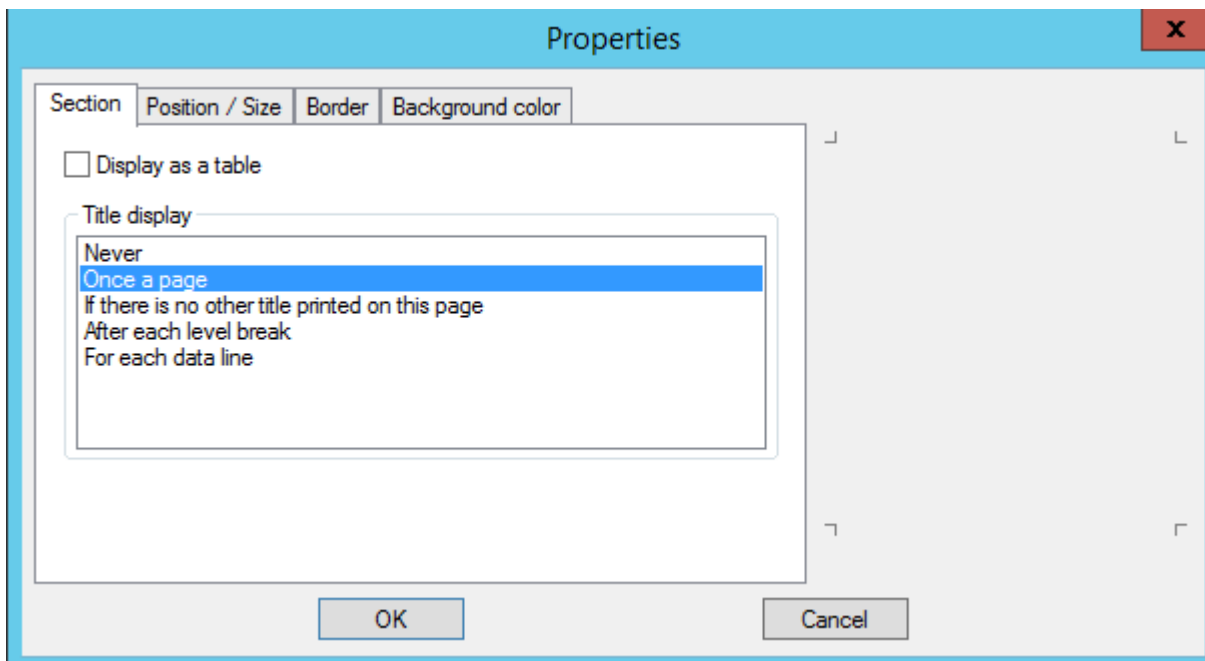 Properties
x
Section Position / Size Border Background color
Display as a table
Title display
Never
Once a page
If there is no other title printed on this page
After each level break
For each data line
OK Cancel